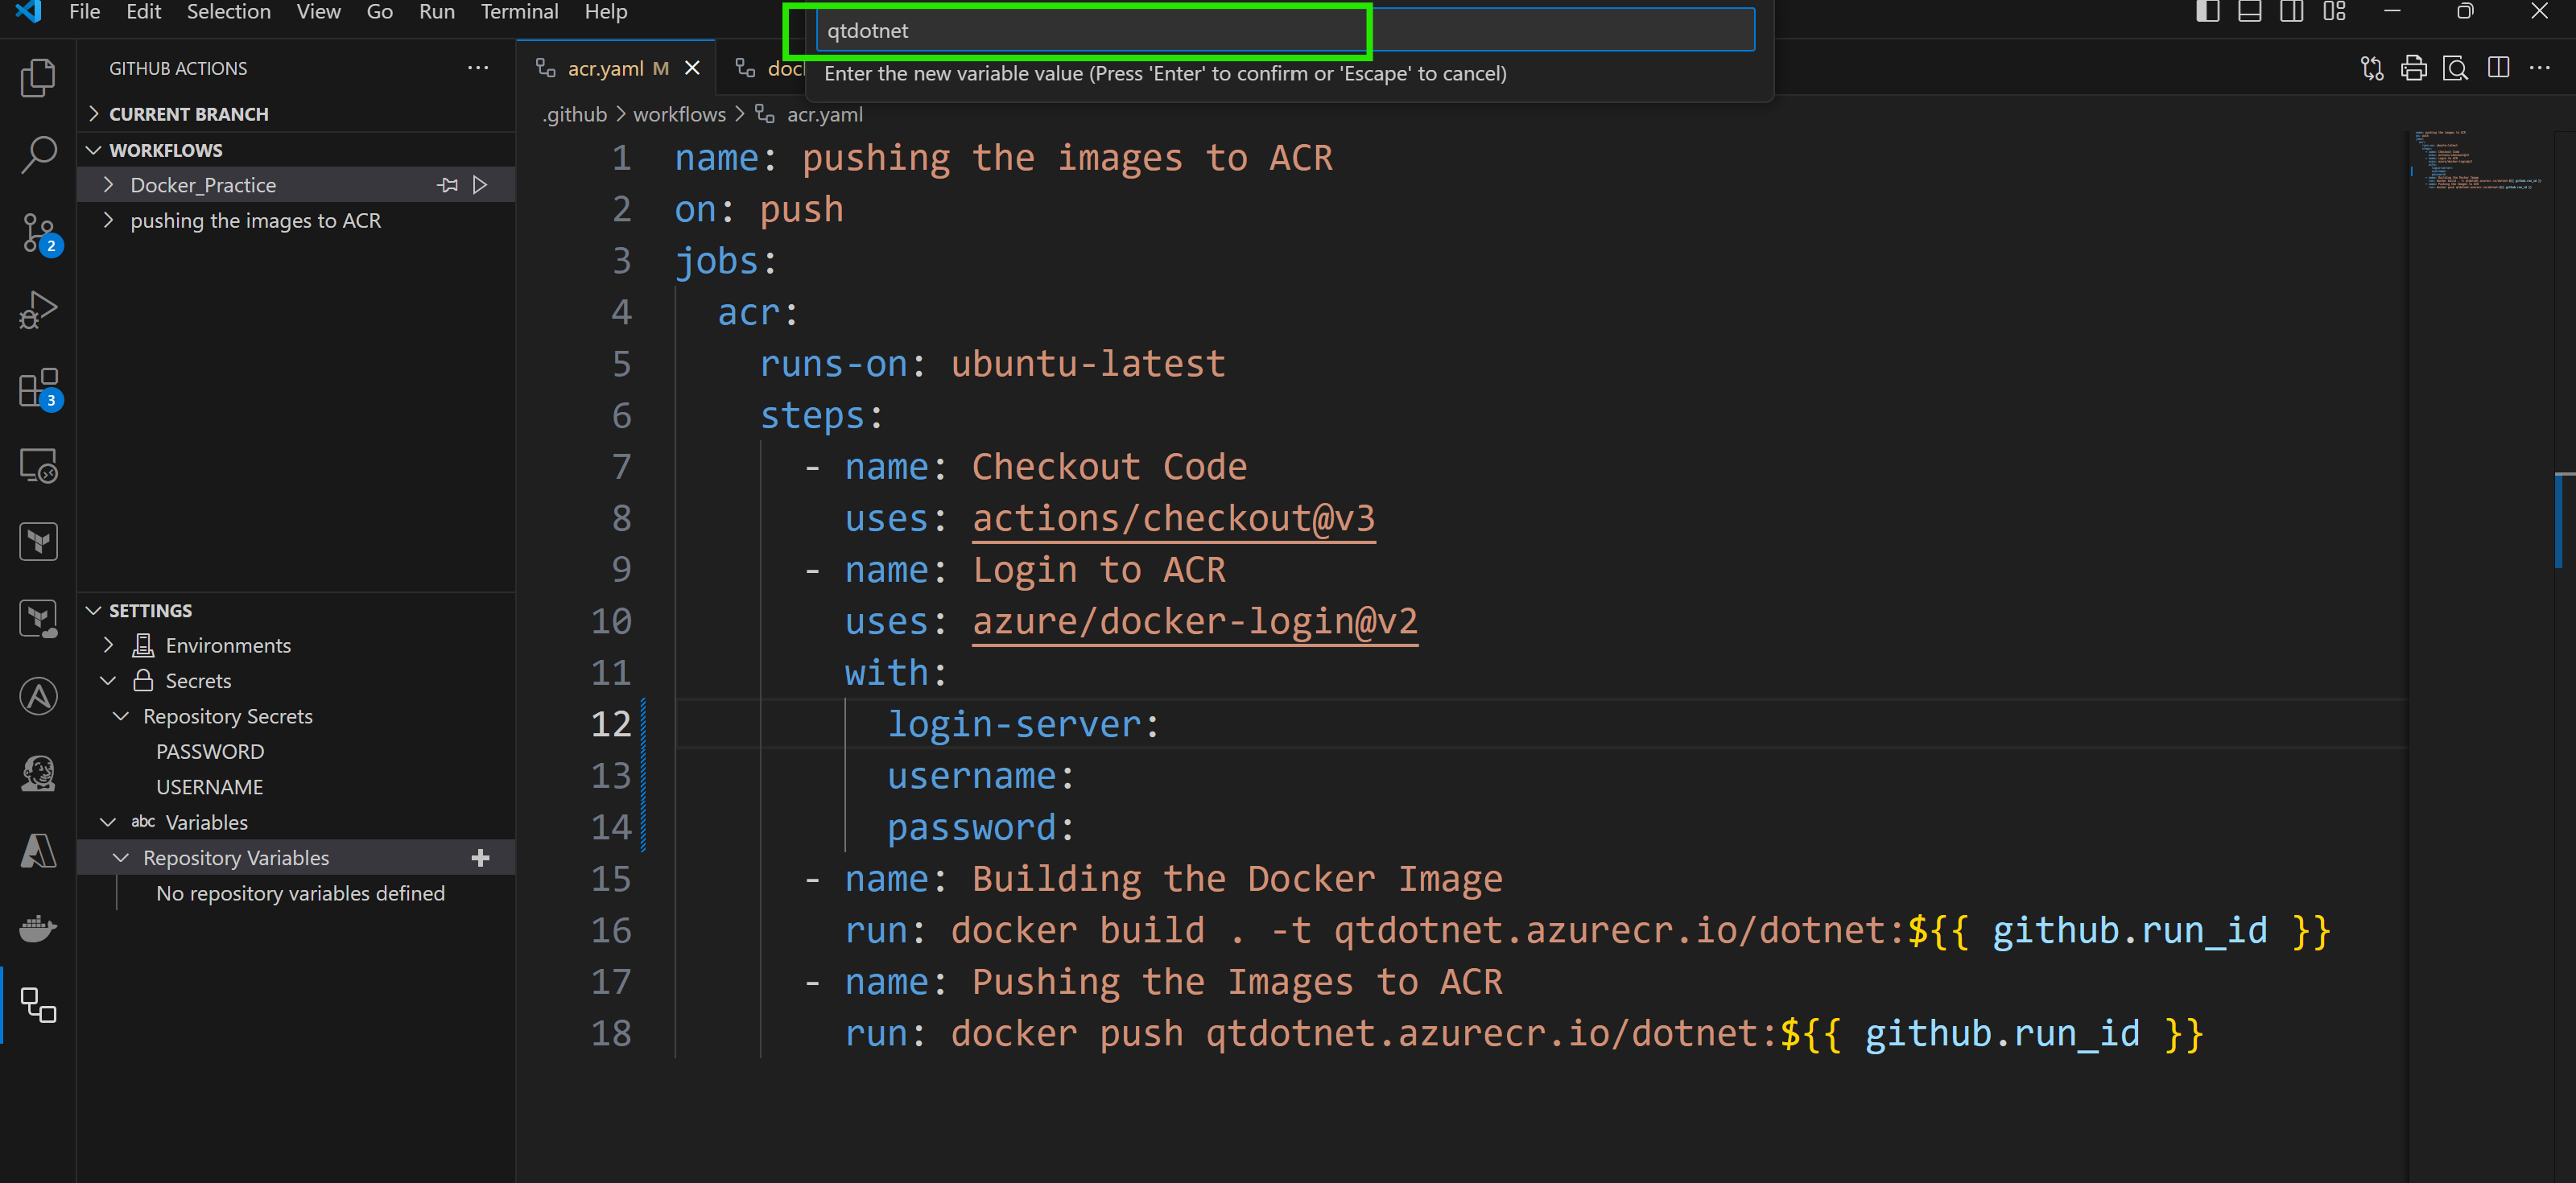 File Edit Selection View Go Run Terminal Help
qtdotnet
Enter the new variable value (Press 'Enter' to confirm or 'Escape' to cancel)
GITHUB ACTIONS
CURRENT BRANCH
WORKFLOWS
Docker_Practice
pushing the images to ACR
2
3
SETTINGS
Environments
Secrets
Repository Secrets
PASSWORD
USERNAME
abc Variables
Repository Variables
No repository variables defined
acr.yaml M
.github > workflows > acr.yaml
1 name: pushing the images to ACR
2 on: push
3 jobs:
4 acr:
5 runs-on: ubuntu-latest
6 steps:
7 - name: Checkout Code
8 uses: actions/checkout@v3
9 - name: Login to ACR
10 uses: azure/docker-login@v2
11 with:
12 login-server:
13 username:
14 password:
15 - name: Building the Docker Image
16 run: docker build . -t qtdotnet.azurecr.io/dotnet:${{ github.run_id }}
17 - name: Pushing the Images to ACR
18 run: docker push qtdotnet.azurecr.io/dotnet:${{ github.run_id }}